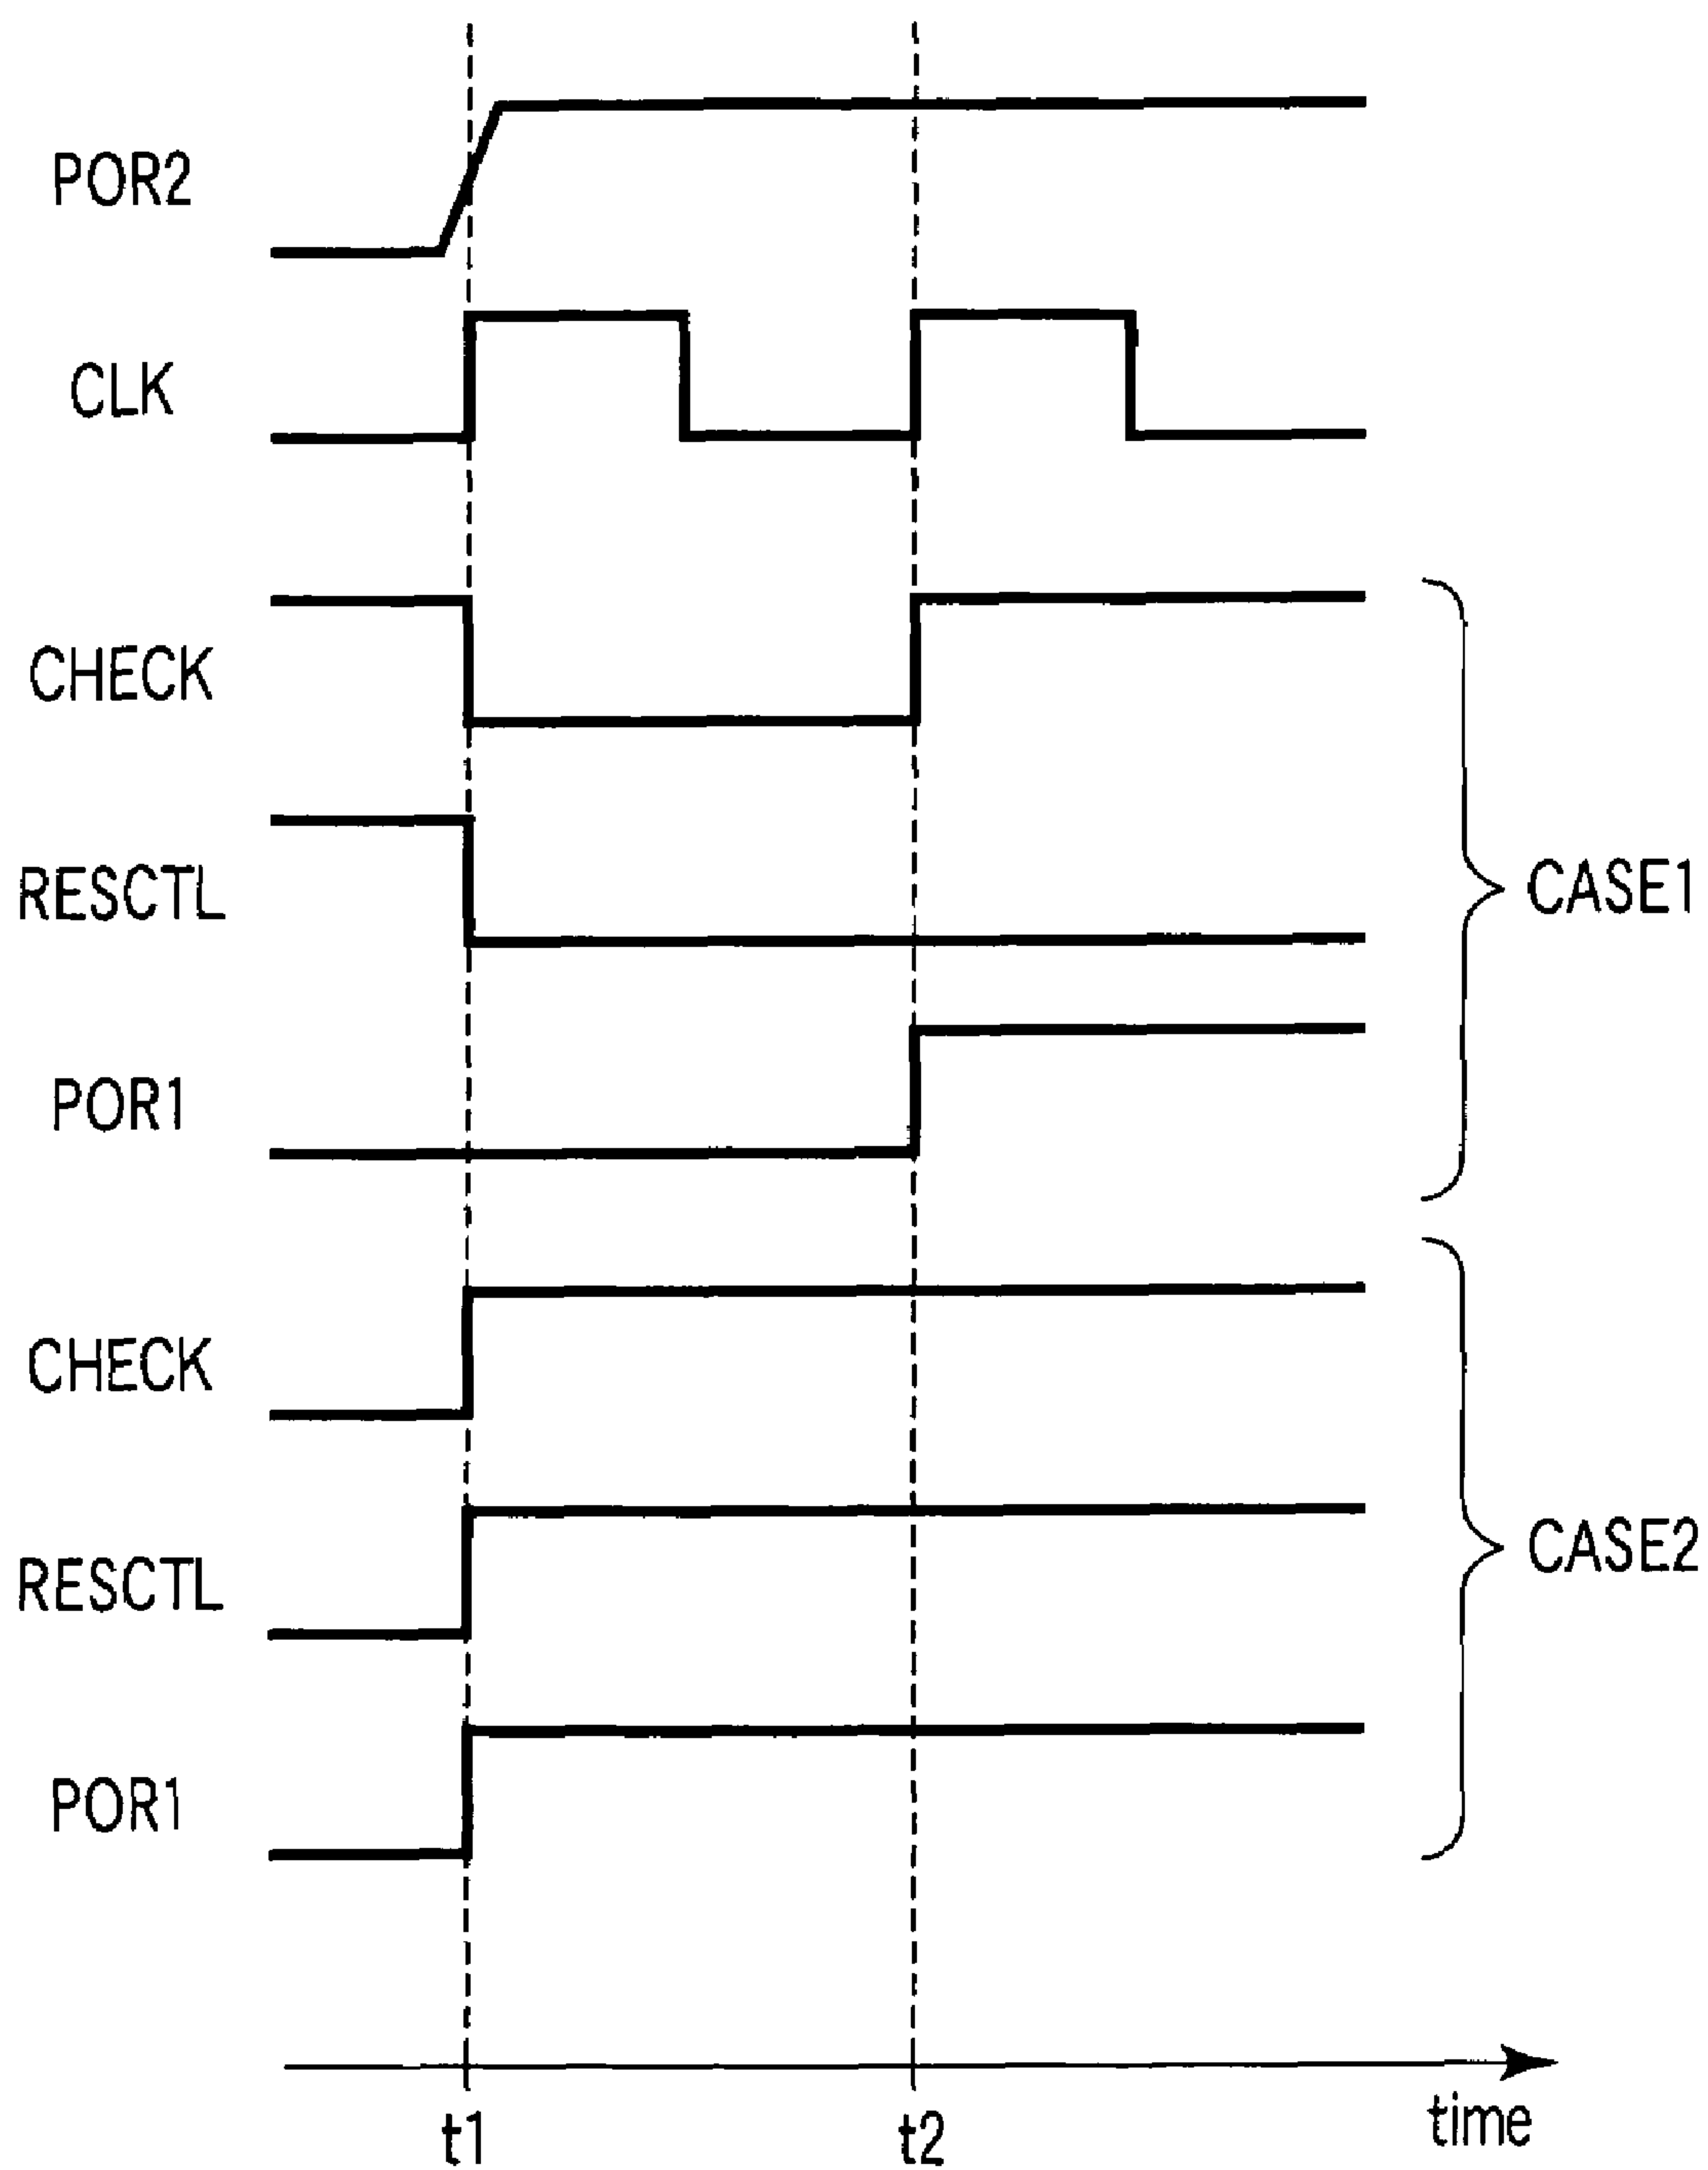 POR2
CLK
CHECK
RESCTL
CASE1
POR1
CHECK
RESCTL
CASE2
POR1
time
t1
t2